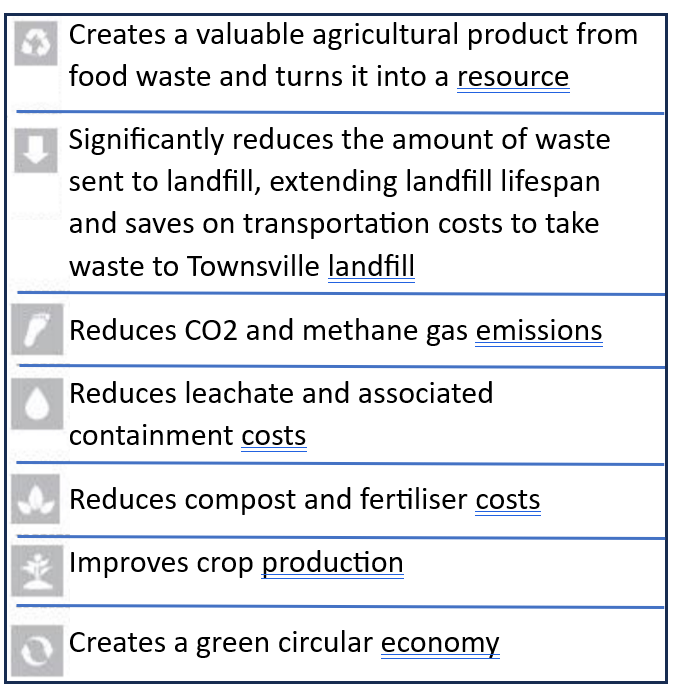 Creates a valuable agricultural product from
food waste and turns it into a resource
Significantly reduces the amount of waste
sent to landfill, extending landfill lifespan
and saves on transportation costs to take
waste to Townsville landfill
Reduces CO2 and methane gas emissions
Reduces leachate and associated
containment costs
Reduces compost and fertiliser costs
Improves crop production
Creates a green circular economy